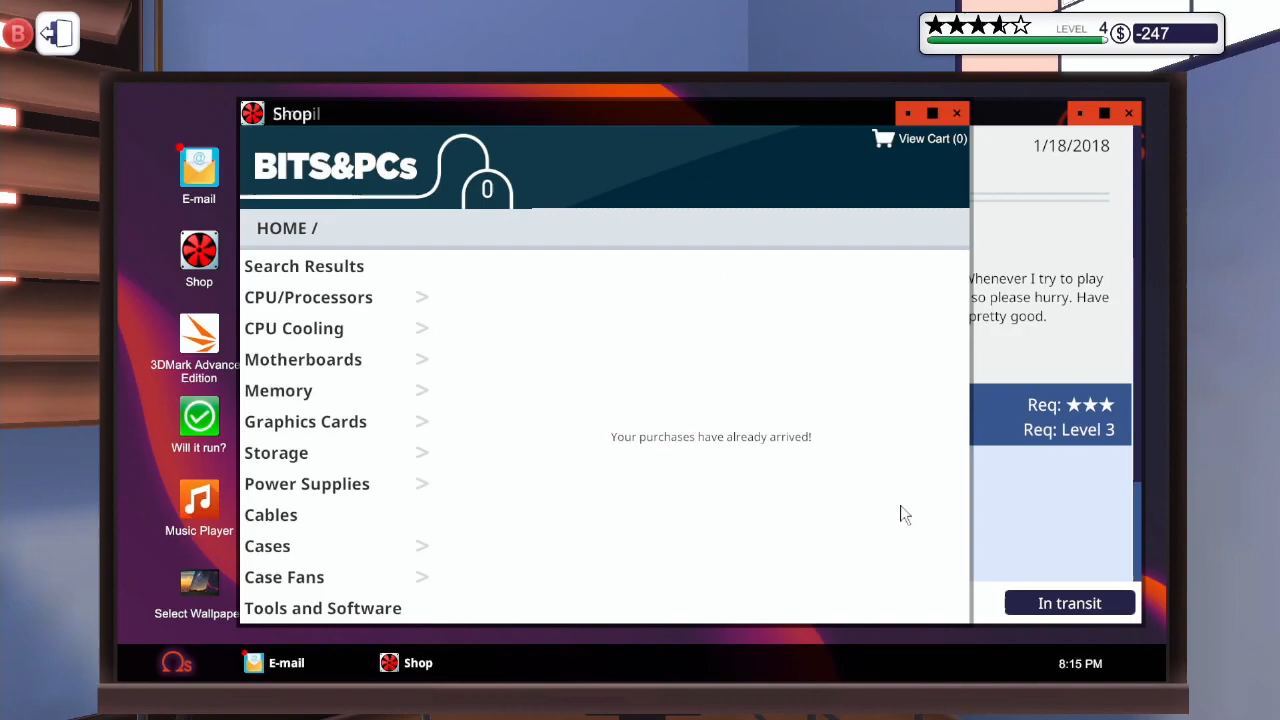 B
LEVEL 4 $ -247
Shop
View Cart (0)
BITS&PCs
0
HOME /
Search Results
CPU/Processors >
CPU Cooling >
Motherboards >
Memory >
Graphics Cards >
Storage >
Power Supplies >
Cables
Cases >
Case Fans >
Tools and Software
Your purchases have already arrived!
1/18/2018
Whenever I try to play
so please hurry. Have
pretty good.
Req: ★★★
Req: Level 3
In transit
E-mail
Shop
3DMark Advance
Edition
Will it run?
Music Player
Select Wallpape
Ωs E-mail Shop 8:15 PM